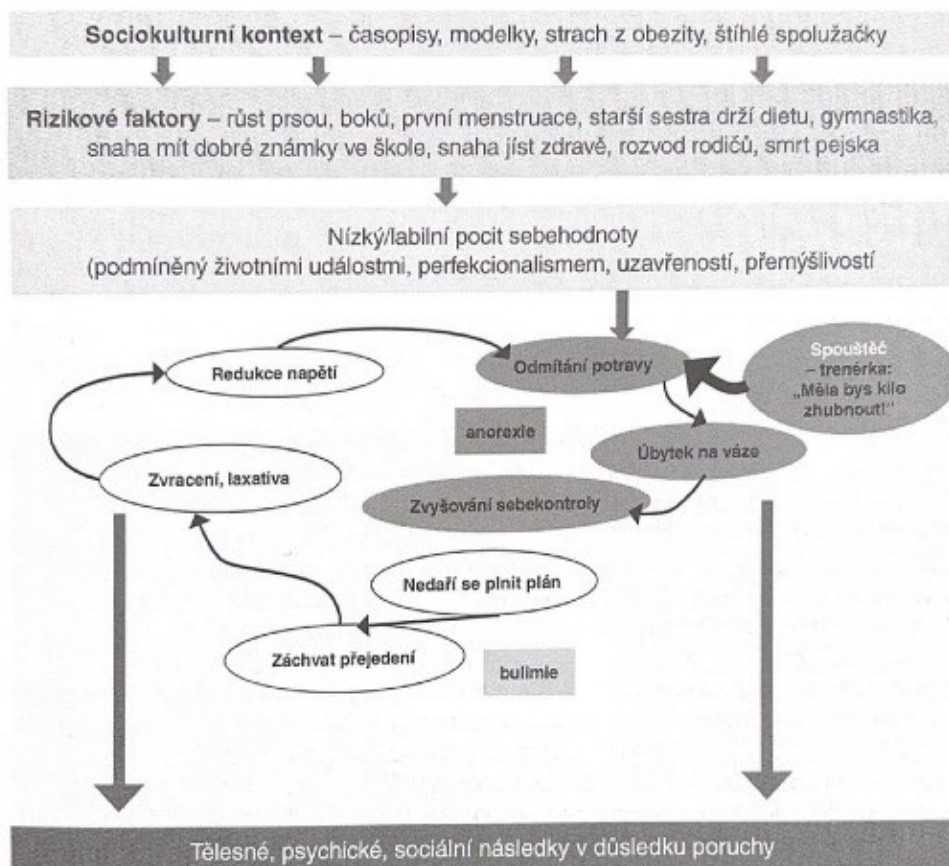 Sociokulturní kontext – časopisy, modelky, strach z obezity, štíhlé spolužačky
Rizikové faktory – růst prsou, boků, první menstruace, starší sestra drží dietu, gymnastika,
snaha mít dobré známky ve škole, snaha jíst zdravě, rozvod rodičů, smrt pejska
Nízký/labilní pocit sebehodnoty
(podmíněný životními událostmi, perfekcionalismem, uzavřeností, přemýšlivostí
Redukce napětí
Odmítání potravy
Spouštěč
– trenérka:
„Měla bys kilo
zhubnout!“
anorexie
Úbytek na váze
Zvracení, laxativa
Zvyšování sebekontroly
Nedaří se plnit plán
Záchvat přejedení
bulimie
Tělesné, psychické, sociální následky v důsledku poruchy